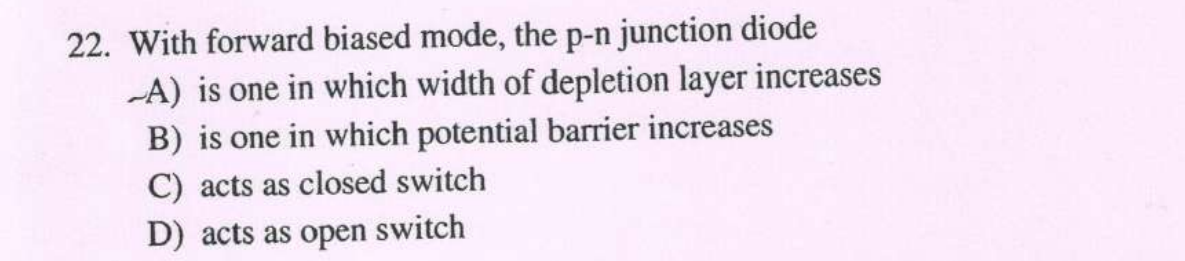 22. With forward biased mode, the p-n junction diode
A) is one in which width of depletion layer increases
B) is one in which potential barrier increases
C) acts as closed switch
D) acts as open switch